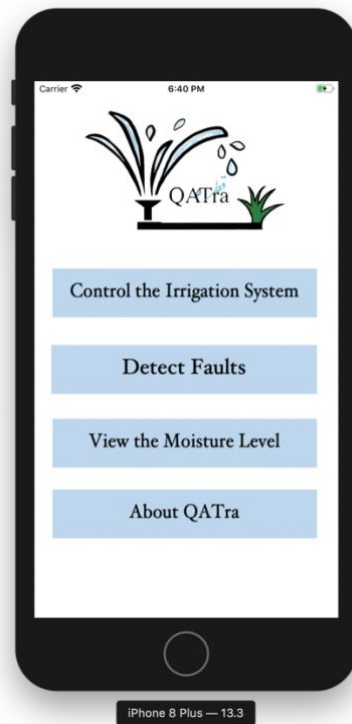 Carrier
6:40 PM
QATra
Control the Irrigation System
Detect Faults
View the Moisture Level
About QATra
iPhone 8 Plus — 13.3